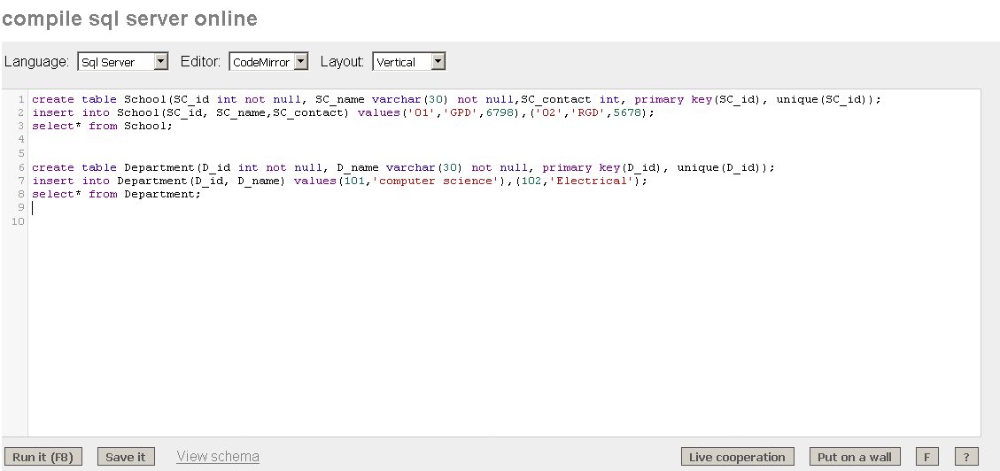 compile sql server online
Language: Sql Server Editor: CodeMirror Layout: Vertical
1 create table School(SC_id int not null, SC_name varchar(30) not null,SC_contact int, primary key(SC_id), unique(SC_id));
2 insert into School(SC_id, SC_name,SC_contact) values('01','GPD',6798),('02','RGD',5678);
3 select* from School;
4
5
6 create table Department(D_id int not null, D_name varchar(30) not null, primary key(D_id), unique(D_id));
7 insert into Department(D_id, D_name) values(101,'computer science'),(102,'Electrical');
8 select* from Department;
9
10
Run it (F8) Save it View schema Live cooperation Put on a wall F ?